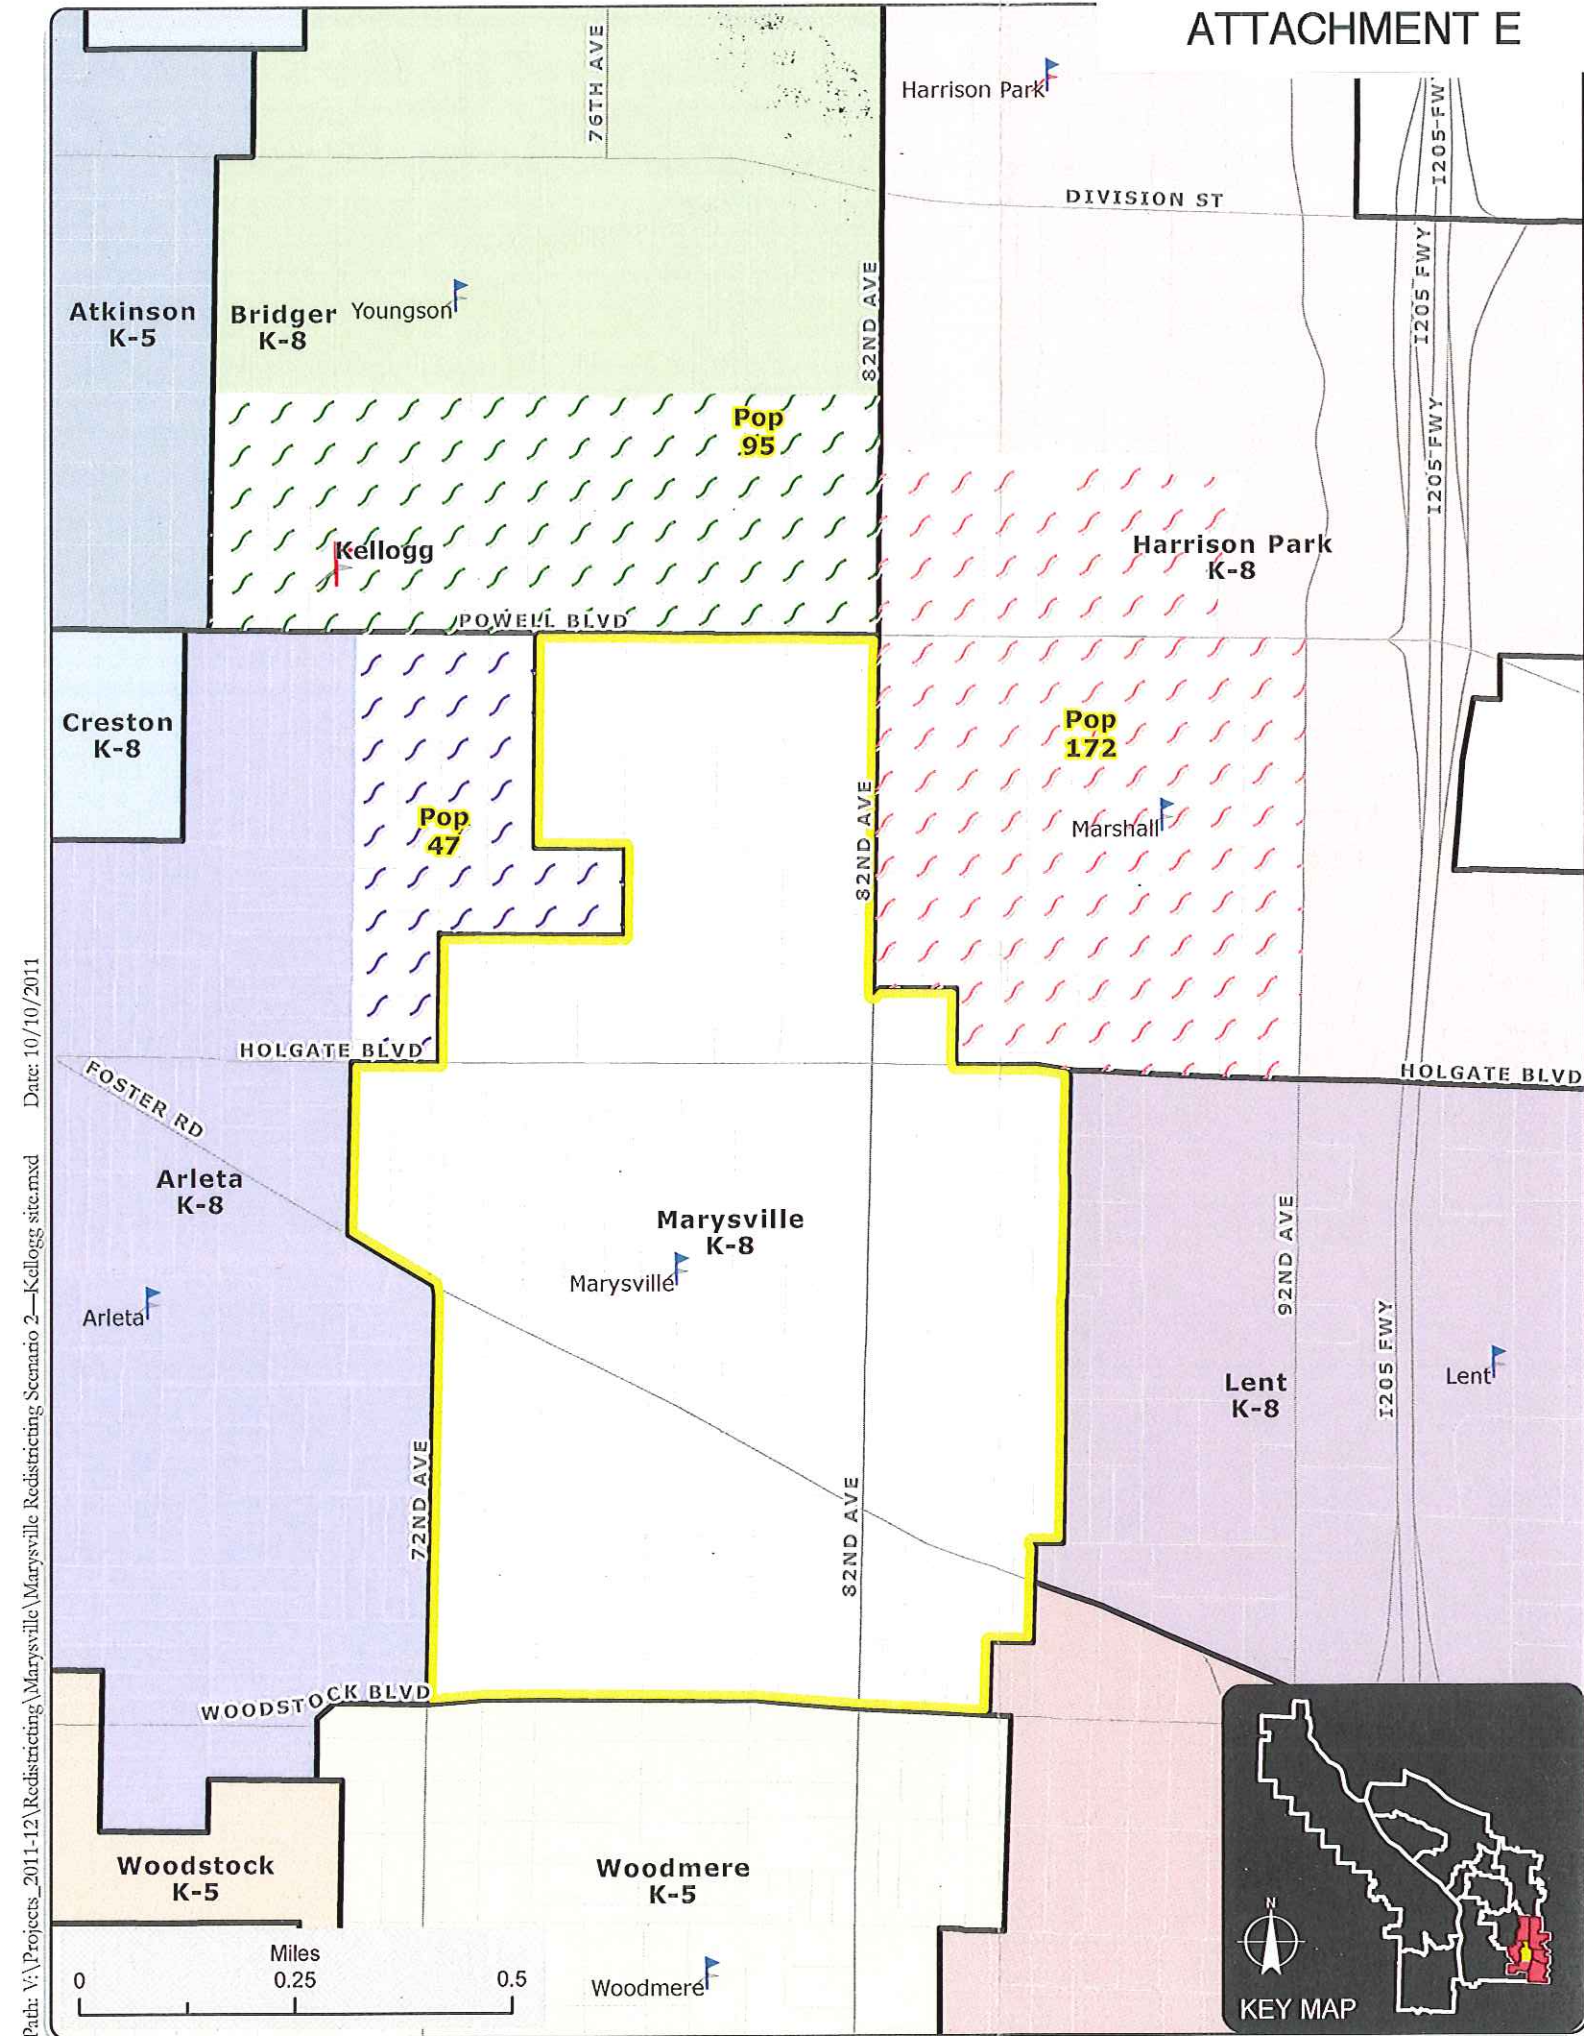 ATTACHMENT E
76TH AVE
Harrison Park
I205 FWY
DIVISION ST
I205 FWY
82ND AVE
Atkinson
K-5
Bridger
K-8
Youngson
I205 FWY
Pop
95
Kellogg
Harrison Park
K-8
POWELL BLVD
Creston
K-8
Pop
172
82ND AVE
Pop
47
Marshall
HOLGATE BLVD
HOLGATE BLVD
FOSTER RD
Arleta
K-8
Marysville
K-8
Marysville
92ND AVE
Arleta
I205 FWY
Lent
K-8
Lent
72ND AVE
82ND AVE
WOODSTOCK BLVD
Woodstock
K-5
Woodmere
K-5
Woodmere
Miles
0
0.25
0.5
N
KEY MAP
Path: V:\Projects_2011-12\Redistricting\Marysville\Marysville Redistricting Scenario 2—Kellogg site.mxd Date: 10/10/2011